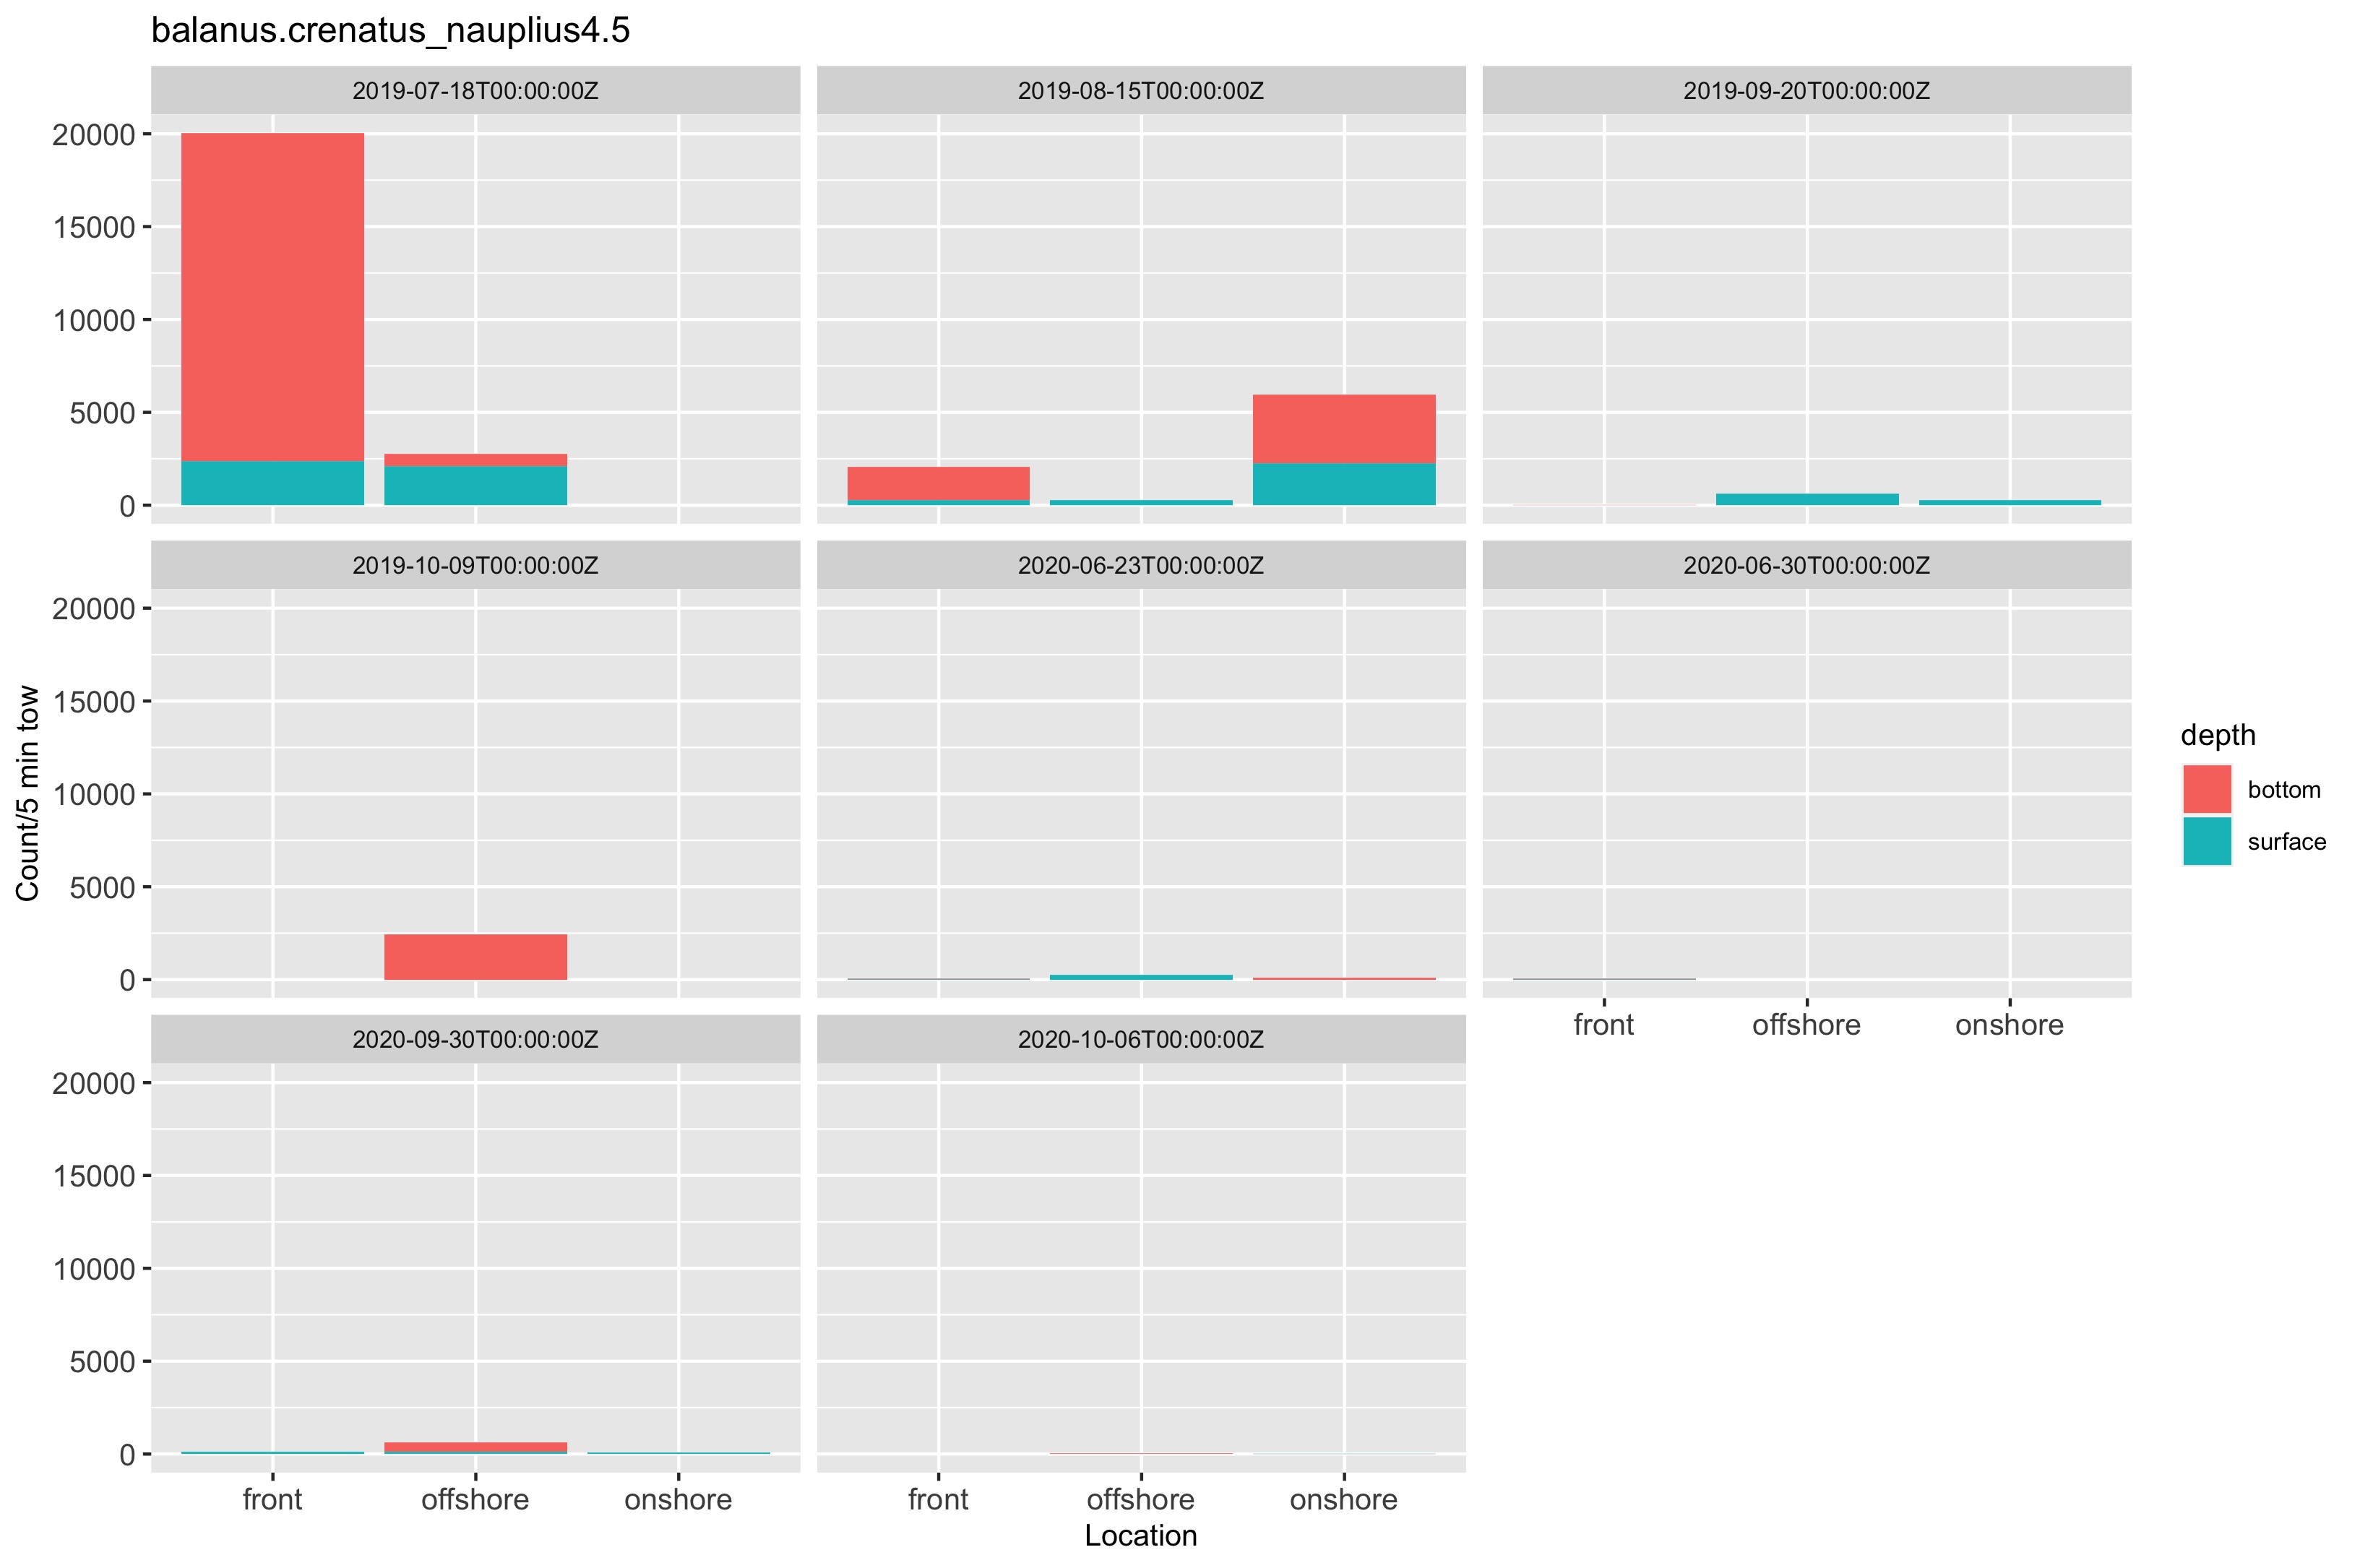 balanus.crenatus_nauplius4.5
2019-07-18T00:00:00Z
2019-08-15T00:00:00Z
2019-09-20T00:00:00Z
20000
15000
10000
5000
0
2019-10-09T00:00:00Z
2020-06-23T00:00:00Z
2020-06-30T00:00:00Z
20000
15000
10000
5000
0
front
offshore
onshore
2020-09-30T00:00:00Z
2020-10-06T00:00:00Z
20000
15000
10000
5000
0
front
offshore
onshore
front
offshore
onshore
Location
Count/5 min tow
depth
bottom
surface